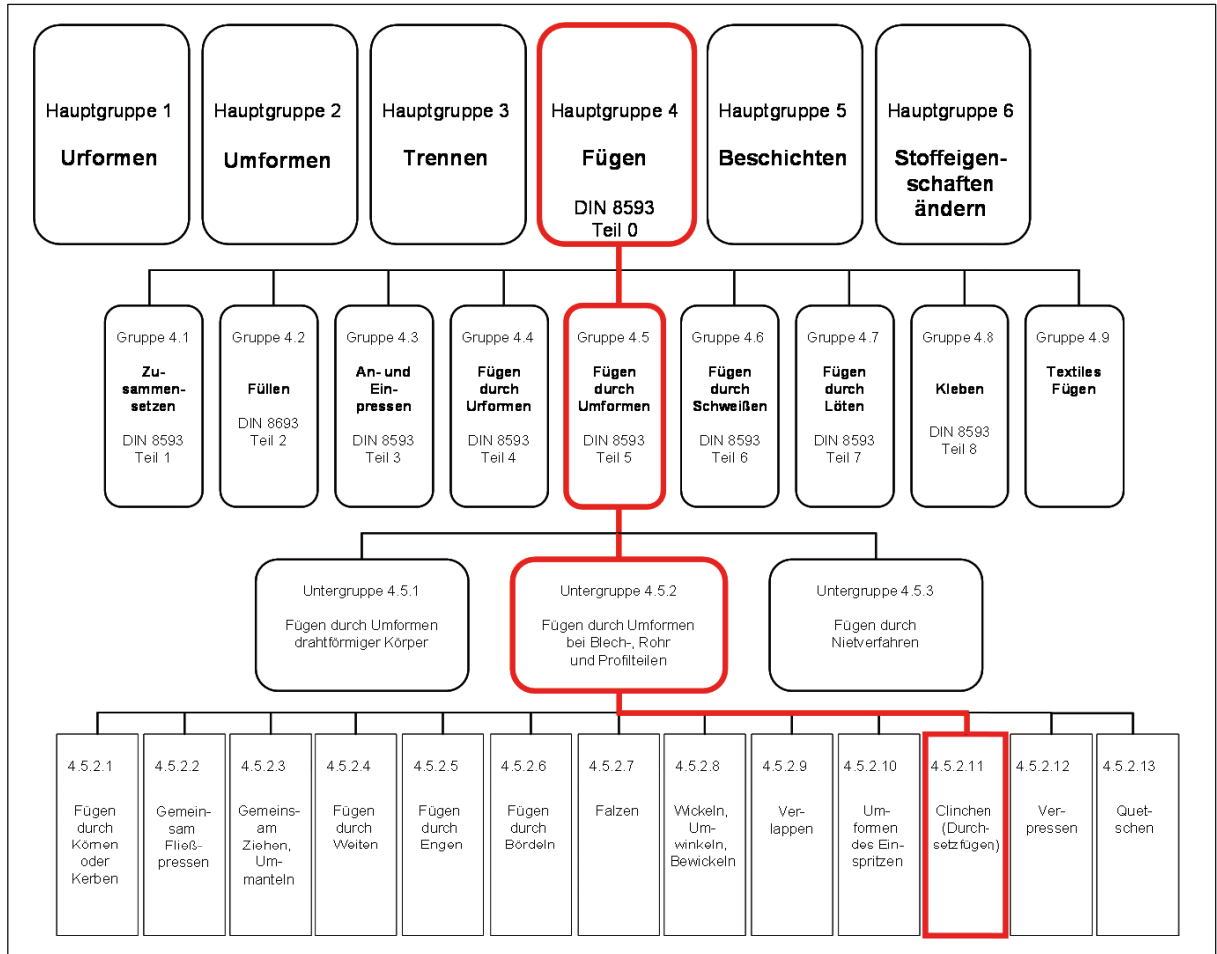 Hauptgruppe 1
Urformen
Hauptgruppe 2
Umformen
Hauptgruppe 3
Trennen
Hauptgruppe 4
Fügen
DIN 8593
Teil 0
Hauptgruppe 5
Beschichten
Hauptgruppe 6
Stoffeigen-
schaften
ändern
Gruppe 4.1
Zu-
sammen-
setzen
DIN 8593
Teil 1
Gruppe 4.2
Füllen
DIN 8693
Teil 2
Gruppe 4.3
An- und
Ein-
pressen
DIN 8593
Teil 3
Gruppe 4.4
Fügen
durch
Urformen
DIN 8593
Teil 4
Gruppe 4.5
Fügen
durch
Umformen
DIN 8593
Teil 5
Gruppe 4.6
Fügen
durch
Schweißen
DIN 8593
Teil 6
Gruppe 4.7
Fügen
durch
Löten
DIN 8593
Teil 7
Gruppe 4.8
Kleben
DIN 8593
Teil 8
Gruppe 4.9
Textiles
Fügen
Untergruppe 4.5.1
Fügen durch Umformen
drahtförmiger Körper
Untergruppe 4.5.2
Fügen durch Umformen
bei Blech-, Rohr
und Profilteilen
Untergruppe 4.5.3
Fügen durch
Nietverfahren
4.5.2.1
Fügen
durch
Körnen
oder
Kerben
4.5.2.2
Gemein-
sam
Fließ-
pressen
4.5.2.3
Gemeins-
am
Ziehen,
Um-
manteln
4.5.2.4
Fügen
durch
Weiten
4.5.2.5
Fügen
durch
Engen
4.5.2.6
Fügen
durch
Bördeln
4.5.2.7
Falzen
4.5.2.8
Wickeln,
Um-
winkeln,
Bewickeln
4.5.2.9
Ver-
lappen
4.5.2.10
Um-
formen
des Ein-
spritzen
4.5.2.11
Clinchen
(Durch-
setzfügen)
4.5.2.12
Ver-
pressen
4.5.2.13
Quet-
schen